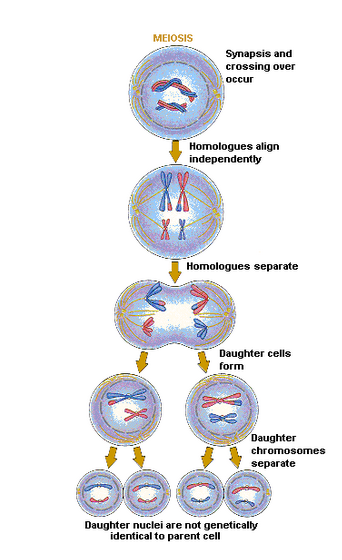 MEIOSIS
Synapsis and
crossing over
occur
Homologues align
independently
Homologues separate
Daughter cells
form
Daughter
chromosomes
separate
Daughter nuclei are not genetically
identical to parent cell